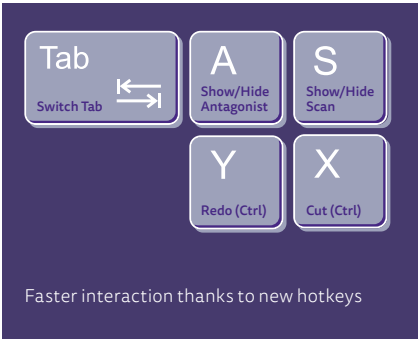 Tab
Switch Tab
A
Show/Hide
Antagonist
S
Show/Hide
Scan
Y
Redo (Ctrl)
X
Cut (Ctrl)
Faster interaction thanks to new hotkeys